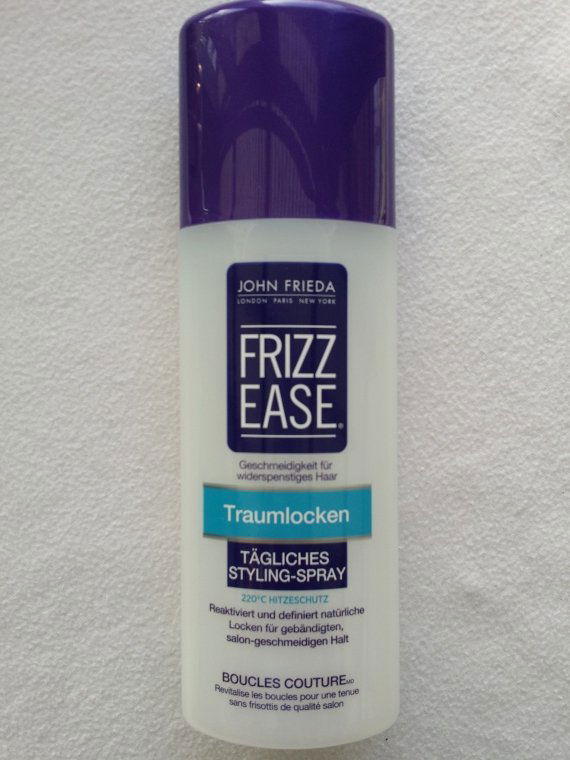 JOHN FRIEDA
LONDON PARIS NEW YORK
FRIZZ
EASE®
Geschmeidigkeit für
widerspenstiges Haar
Traumlocken
TÄGLICHES
STYLING-SPRAY
220°C HITZESCHUTZ
Reaktiviert und definiert natürliche
Locken für gebändigten,
salon-geschmeidigen Halt
BOUCLES COUTURE MD
Revitalise les boucles pour une tenue
sans frisottis de qualité salon